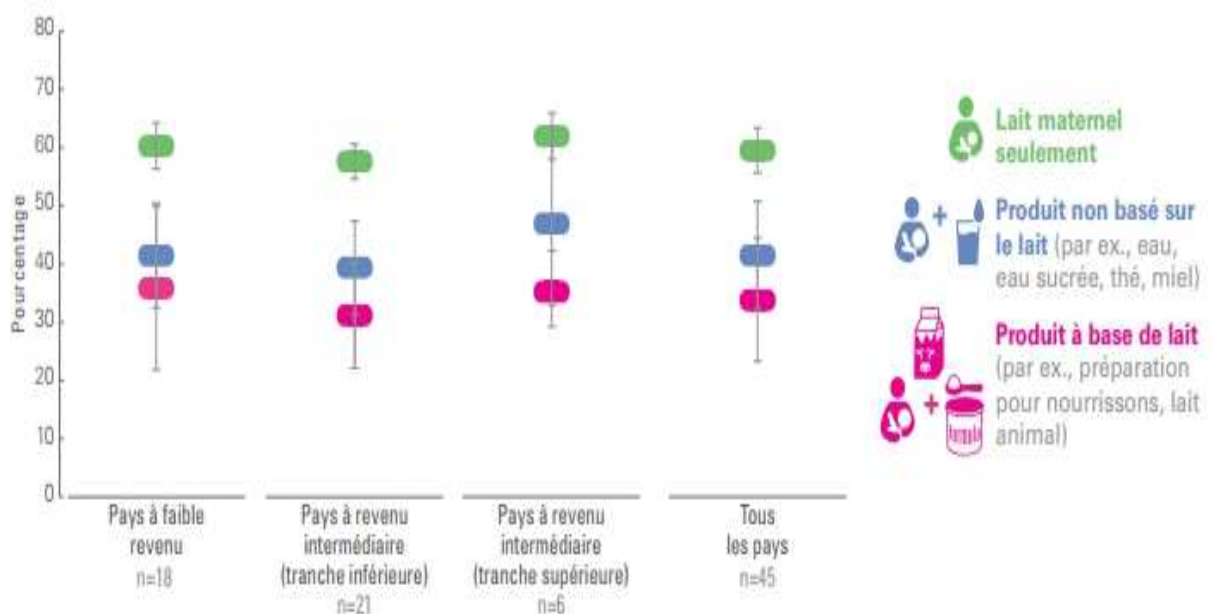 80
70
60
50
40
30
20
10
0
Pourcentage
Pays à faible
revenu
n=18
Pays à revenu
intermédiaire
(tranche inférieure)
n=21
Pays à revenu
intermédiaire
(tranche supérieure)
n=6
Tous
les pays
n=45
Lait maternel
seulement
Produit non basé sur
le lait (par ex., eau,
eau sucrée, thé, miel)
Produit à base de lait
(par ex., préparation
pour nourrissons, lait
animal)